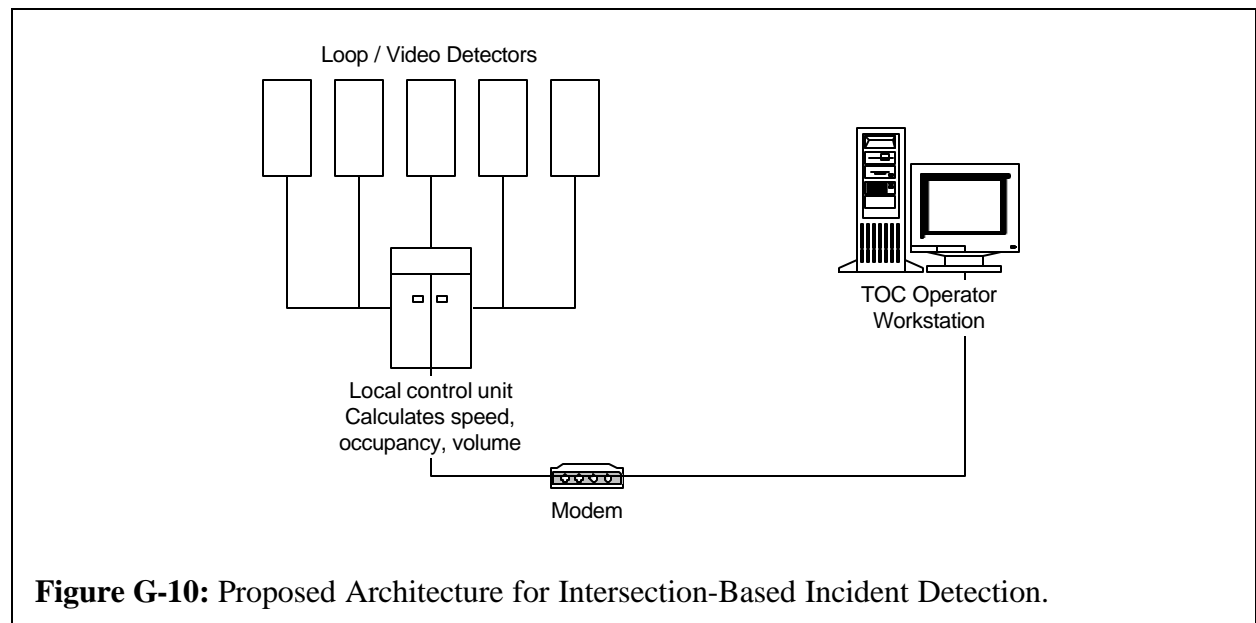 Loop / Video Detectors
TOC Operator
Workstation
Local control unit
Calculates speed,
occupancy, volume
Modem
Figure G-10: Proposed Architecture for Intersection-Based Incident Detection.